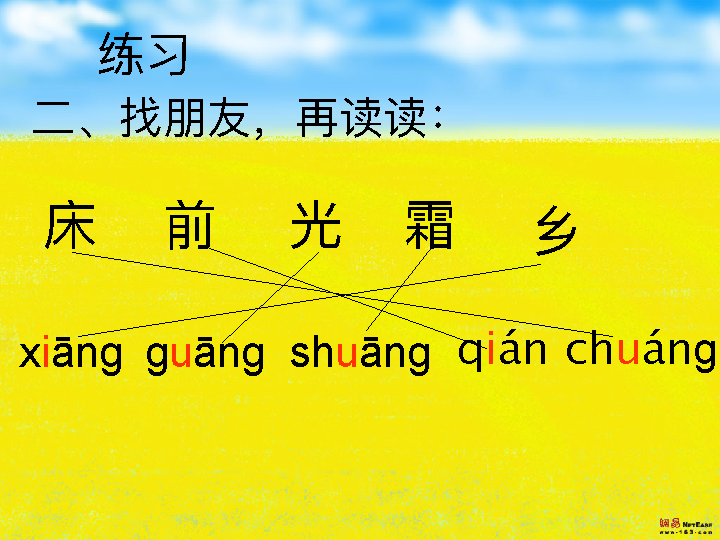 练习
二、找朋友，再读读：
床 前 光 霜 乡
xiāng guāng shuāng qián chuáng
網易 NETEASE
www.163.com